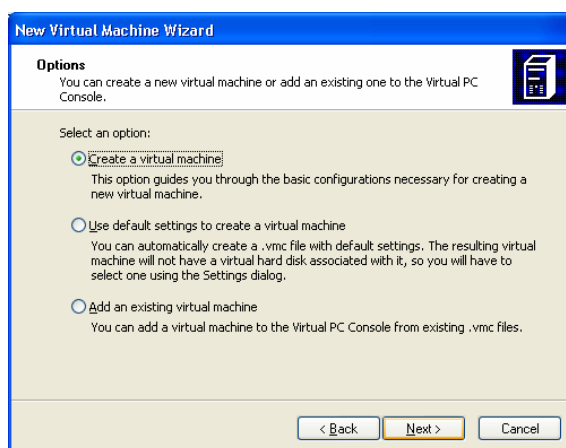 New Virtual Machine Wizard
Options
You can create a new virtual machine or add an existing one to the Virtual PC
Console.
Select an option:
Create a virtual machine
This option guides you through the basic configurations necessary for creating a
new virtual machine.
Use default settings to create a virtual machine
You can automatically create a .vmc file with default settings. The resulting virtual
machine will not have a virtual hard disk associated with it, so you will have to
select one using the Settings dialog.
Add an existing virtual machine
You can add a virtual machine to the Virtual PC Console from existing .vmc files.
< Back Next > Cancel